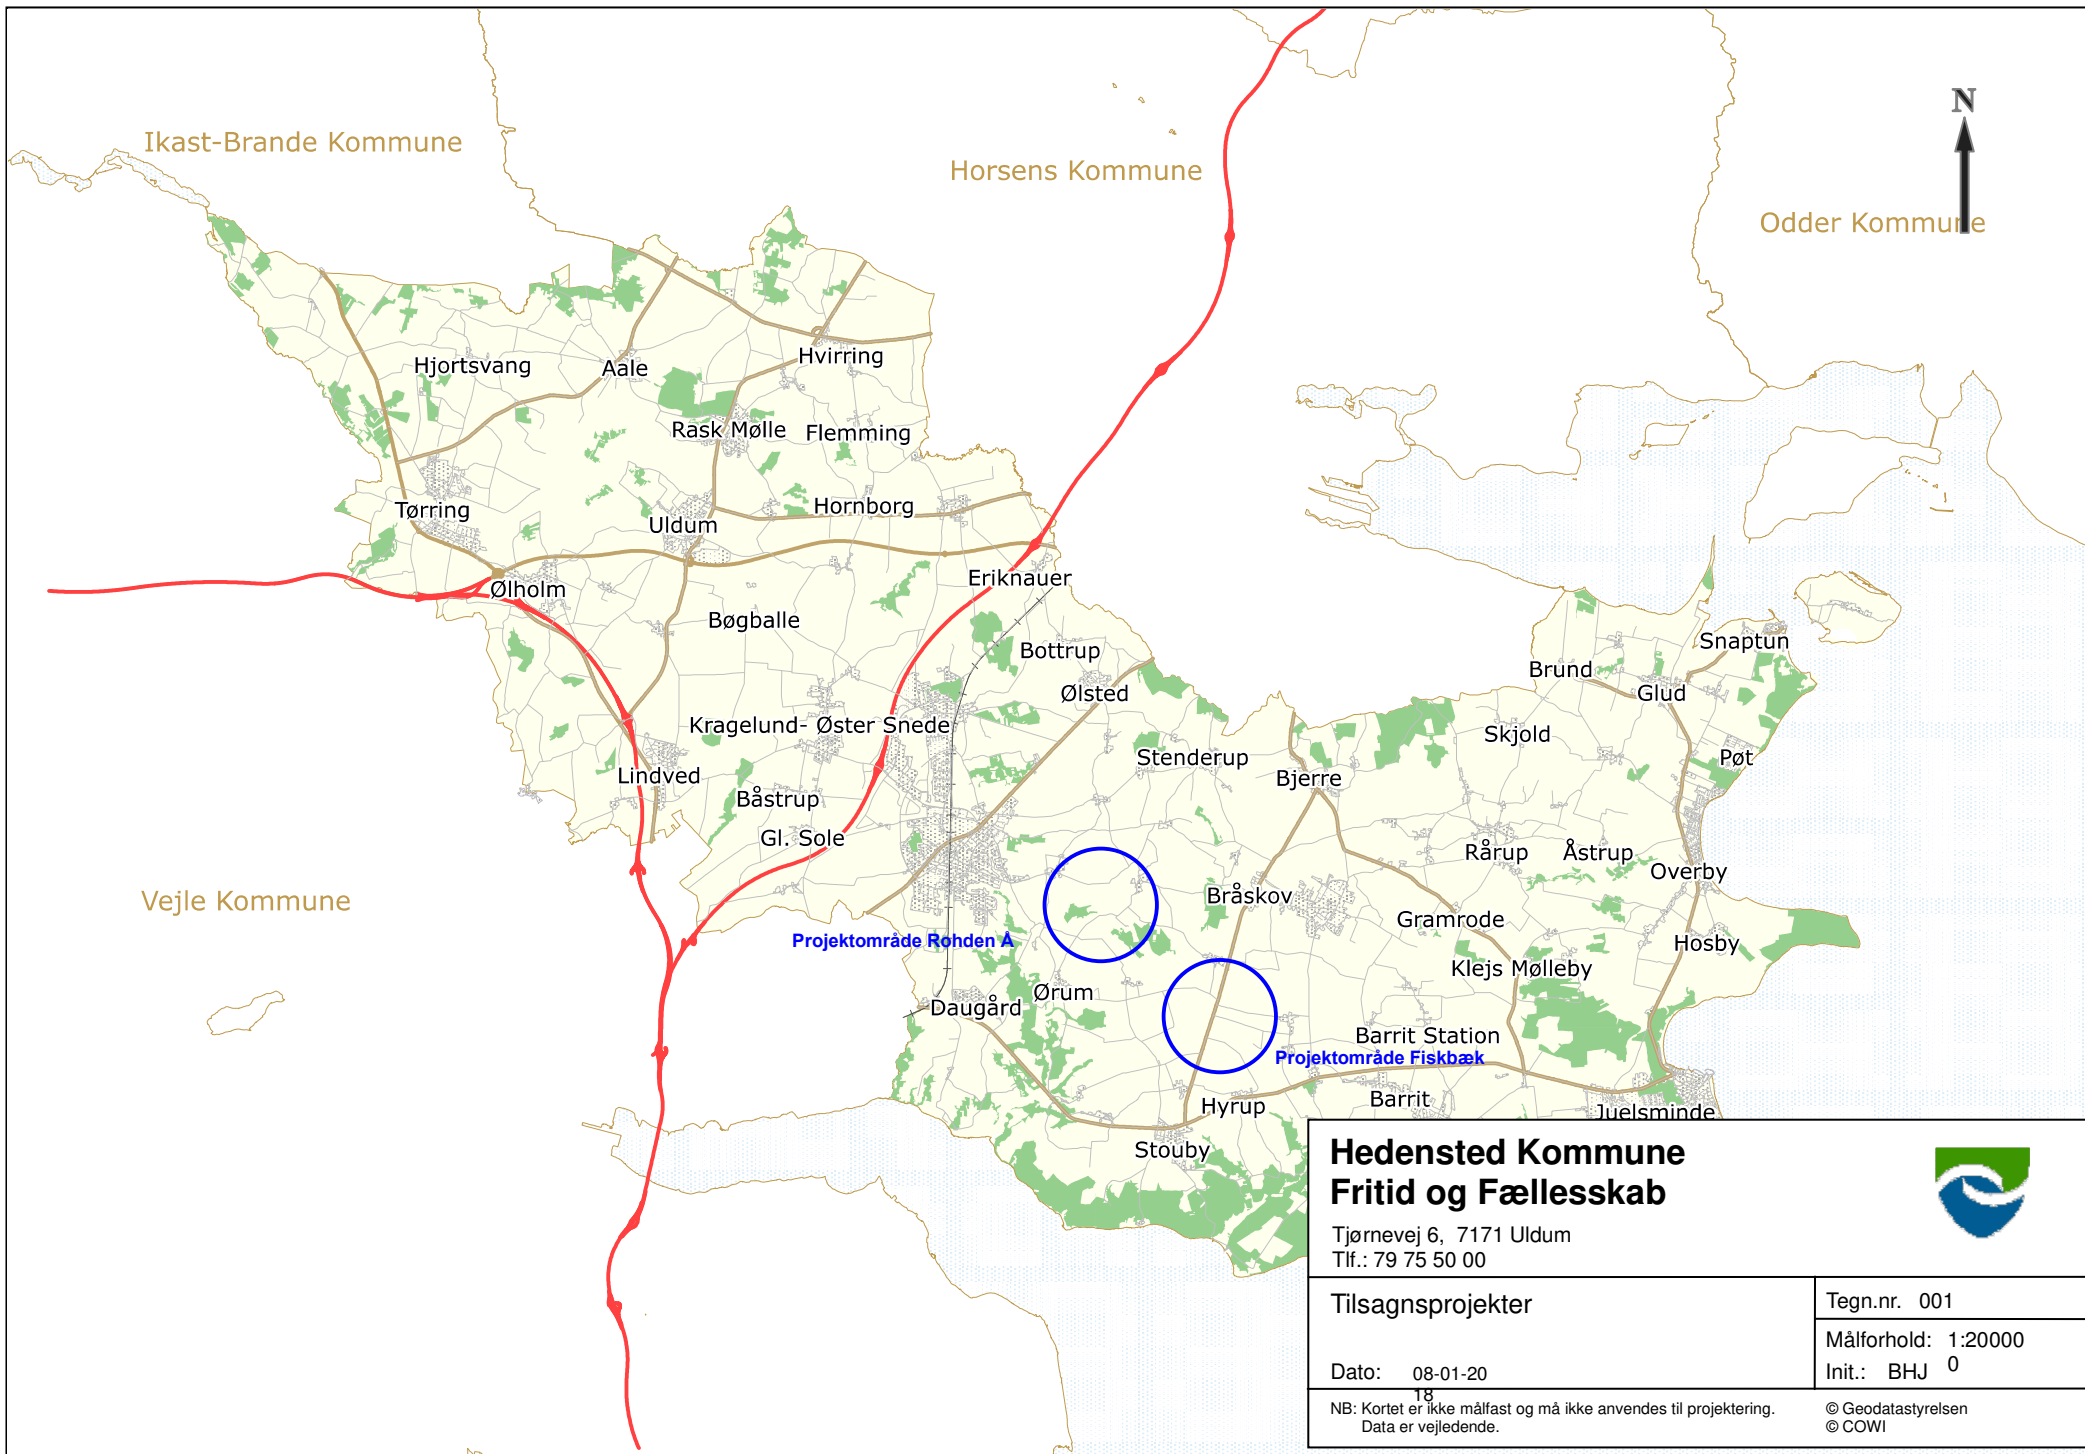 N
Ikast-Brande Kommune
Horsens Kommune
Odder Kommune
Hvirring
Hjortsvang
Aale
Rask Mølle
Flemming
Tørring
Hornborg
Uldum
Eriknauer
Ølholm
Bøgballe
Bottrup
Snaptun
Brund
Glud
Ølsted
Kragelund- Øster Snede
Skjold
Stenderup
Pøt
Lindved
Bjerre
Båstrup
Gl. Sole
Rårup
Åstrup
Overby
Vejle Kommune
Bråskov
Gramrode
Projektområde Rohden Å
Hosby
Klejs Mølleby
Ørum
Daugård
Barrit Station
Projektområde Fiskbæk
Hyrup
Barrit
Juelsminde
Stouby
Hedensted Kommune
Fritid og Fællesskab
Tjørnevej 6, 7171 Uldum
Tlf.: 79 75 50 00
Tilsagnsprojekter
Tegn.nr. 001
Målforhold: 1:20000
0
Init.: BHJ
Dato: 08-01-20
18
NB: Kortet er ikke målfast og må ikke anvendes til projektering.
Data er vejledende.
© Geodatastyrelsen
© COWI